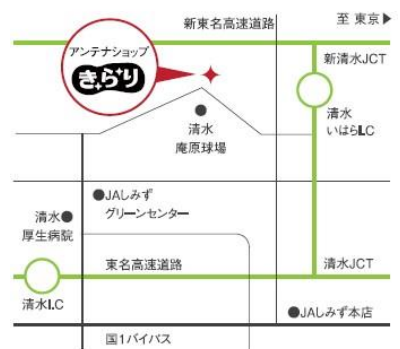 新東名高速道路
至 東京▶
アンテナショップ
きらり
新清水JCT
清水
いはらI.C
清水
庵原球場
●JAしみず
グリーンセンター
清水●
厚生病院
東名高速道路
清水JCT
清水I.C
●JAしみず本店
国1バイパス